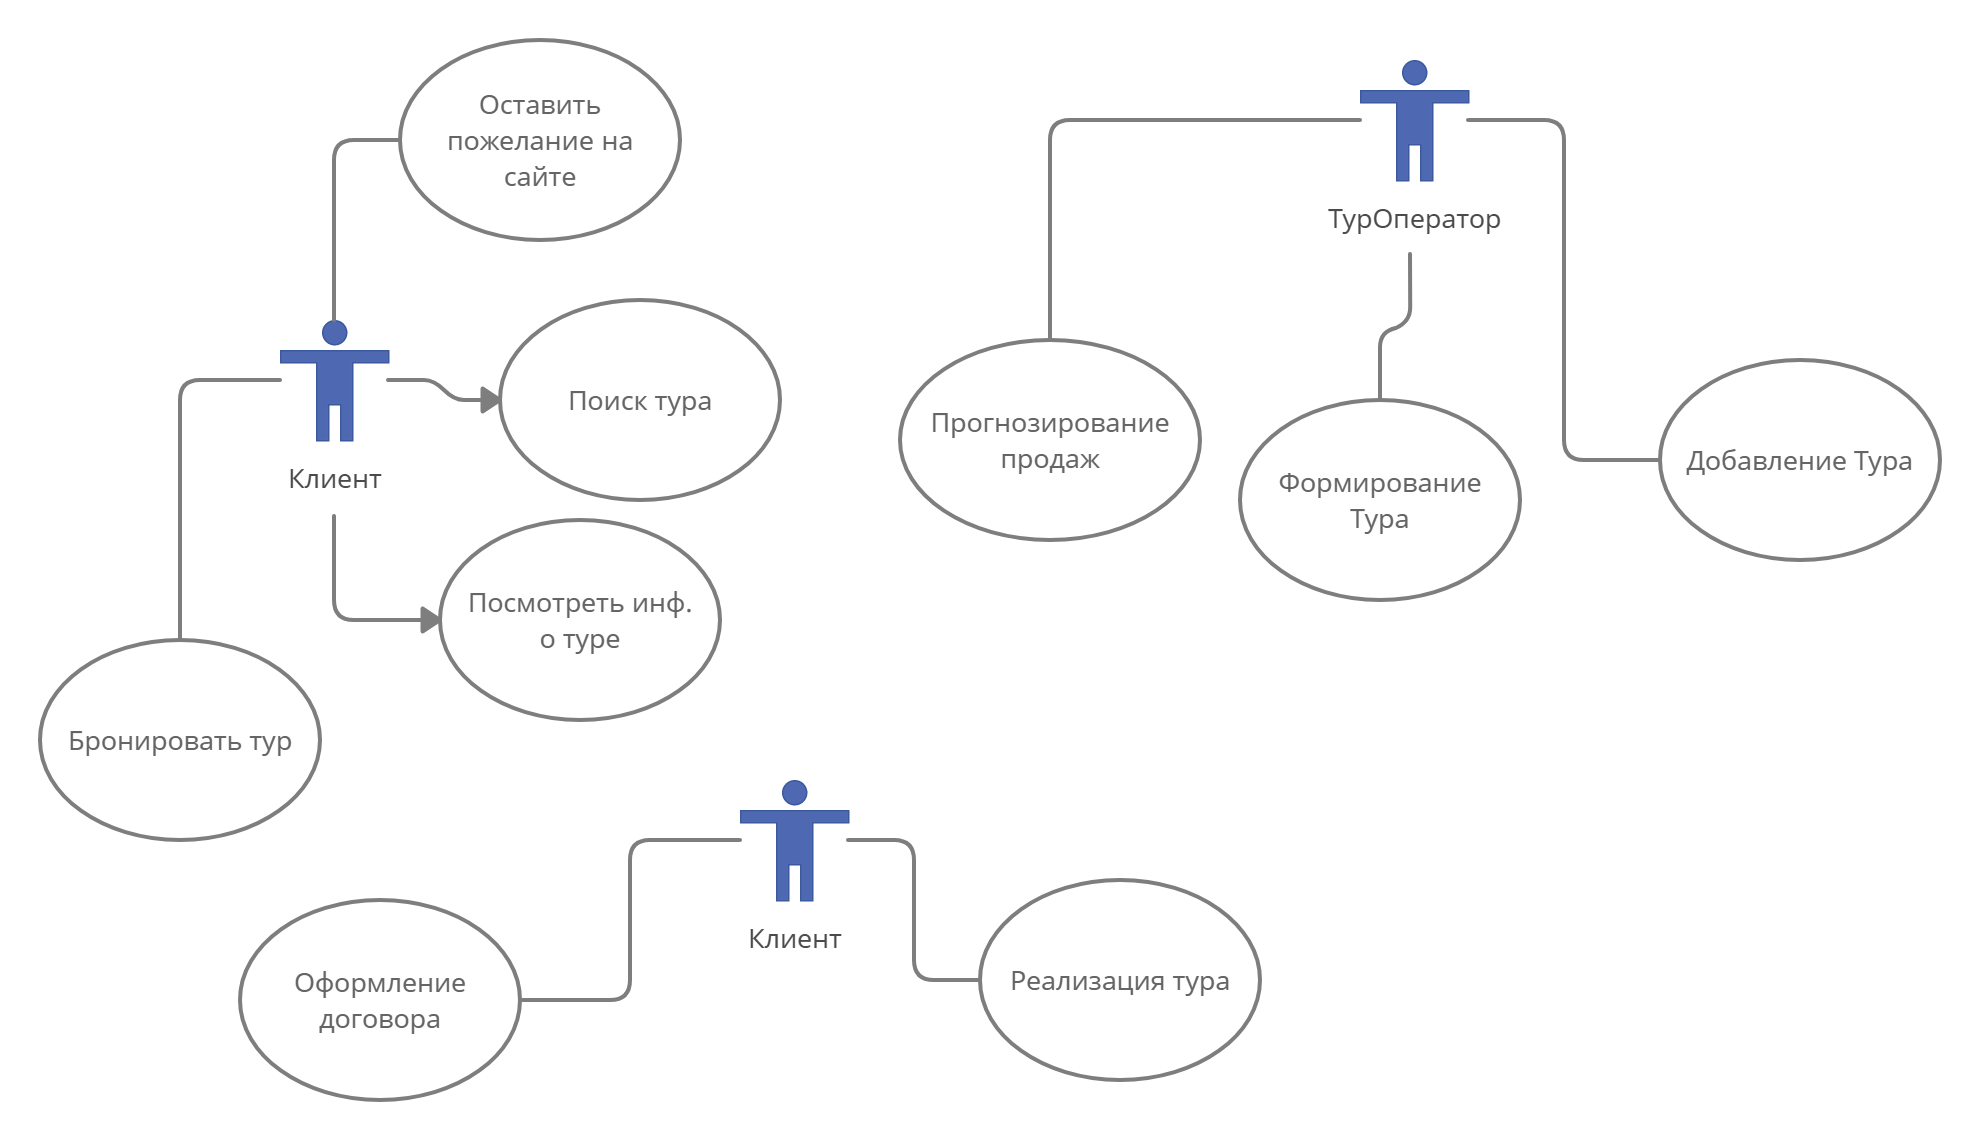 Оставить
пожелание на
сайте
ТурОператор
Поиск тура
Клиент
Прогнозирование
продаж
Формирование
Тура
Добавление Тура
Посмотреть инф.
о туре
Бронировать тур
Клиент
Оформление
договора
Реализация тура